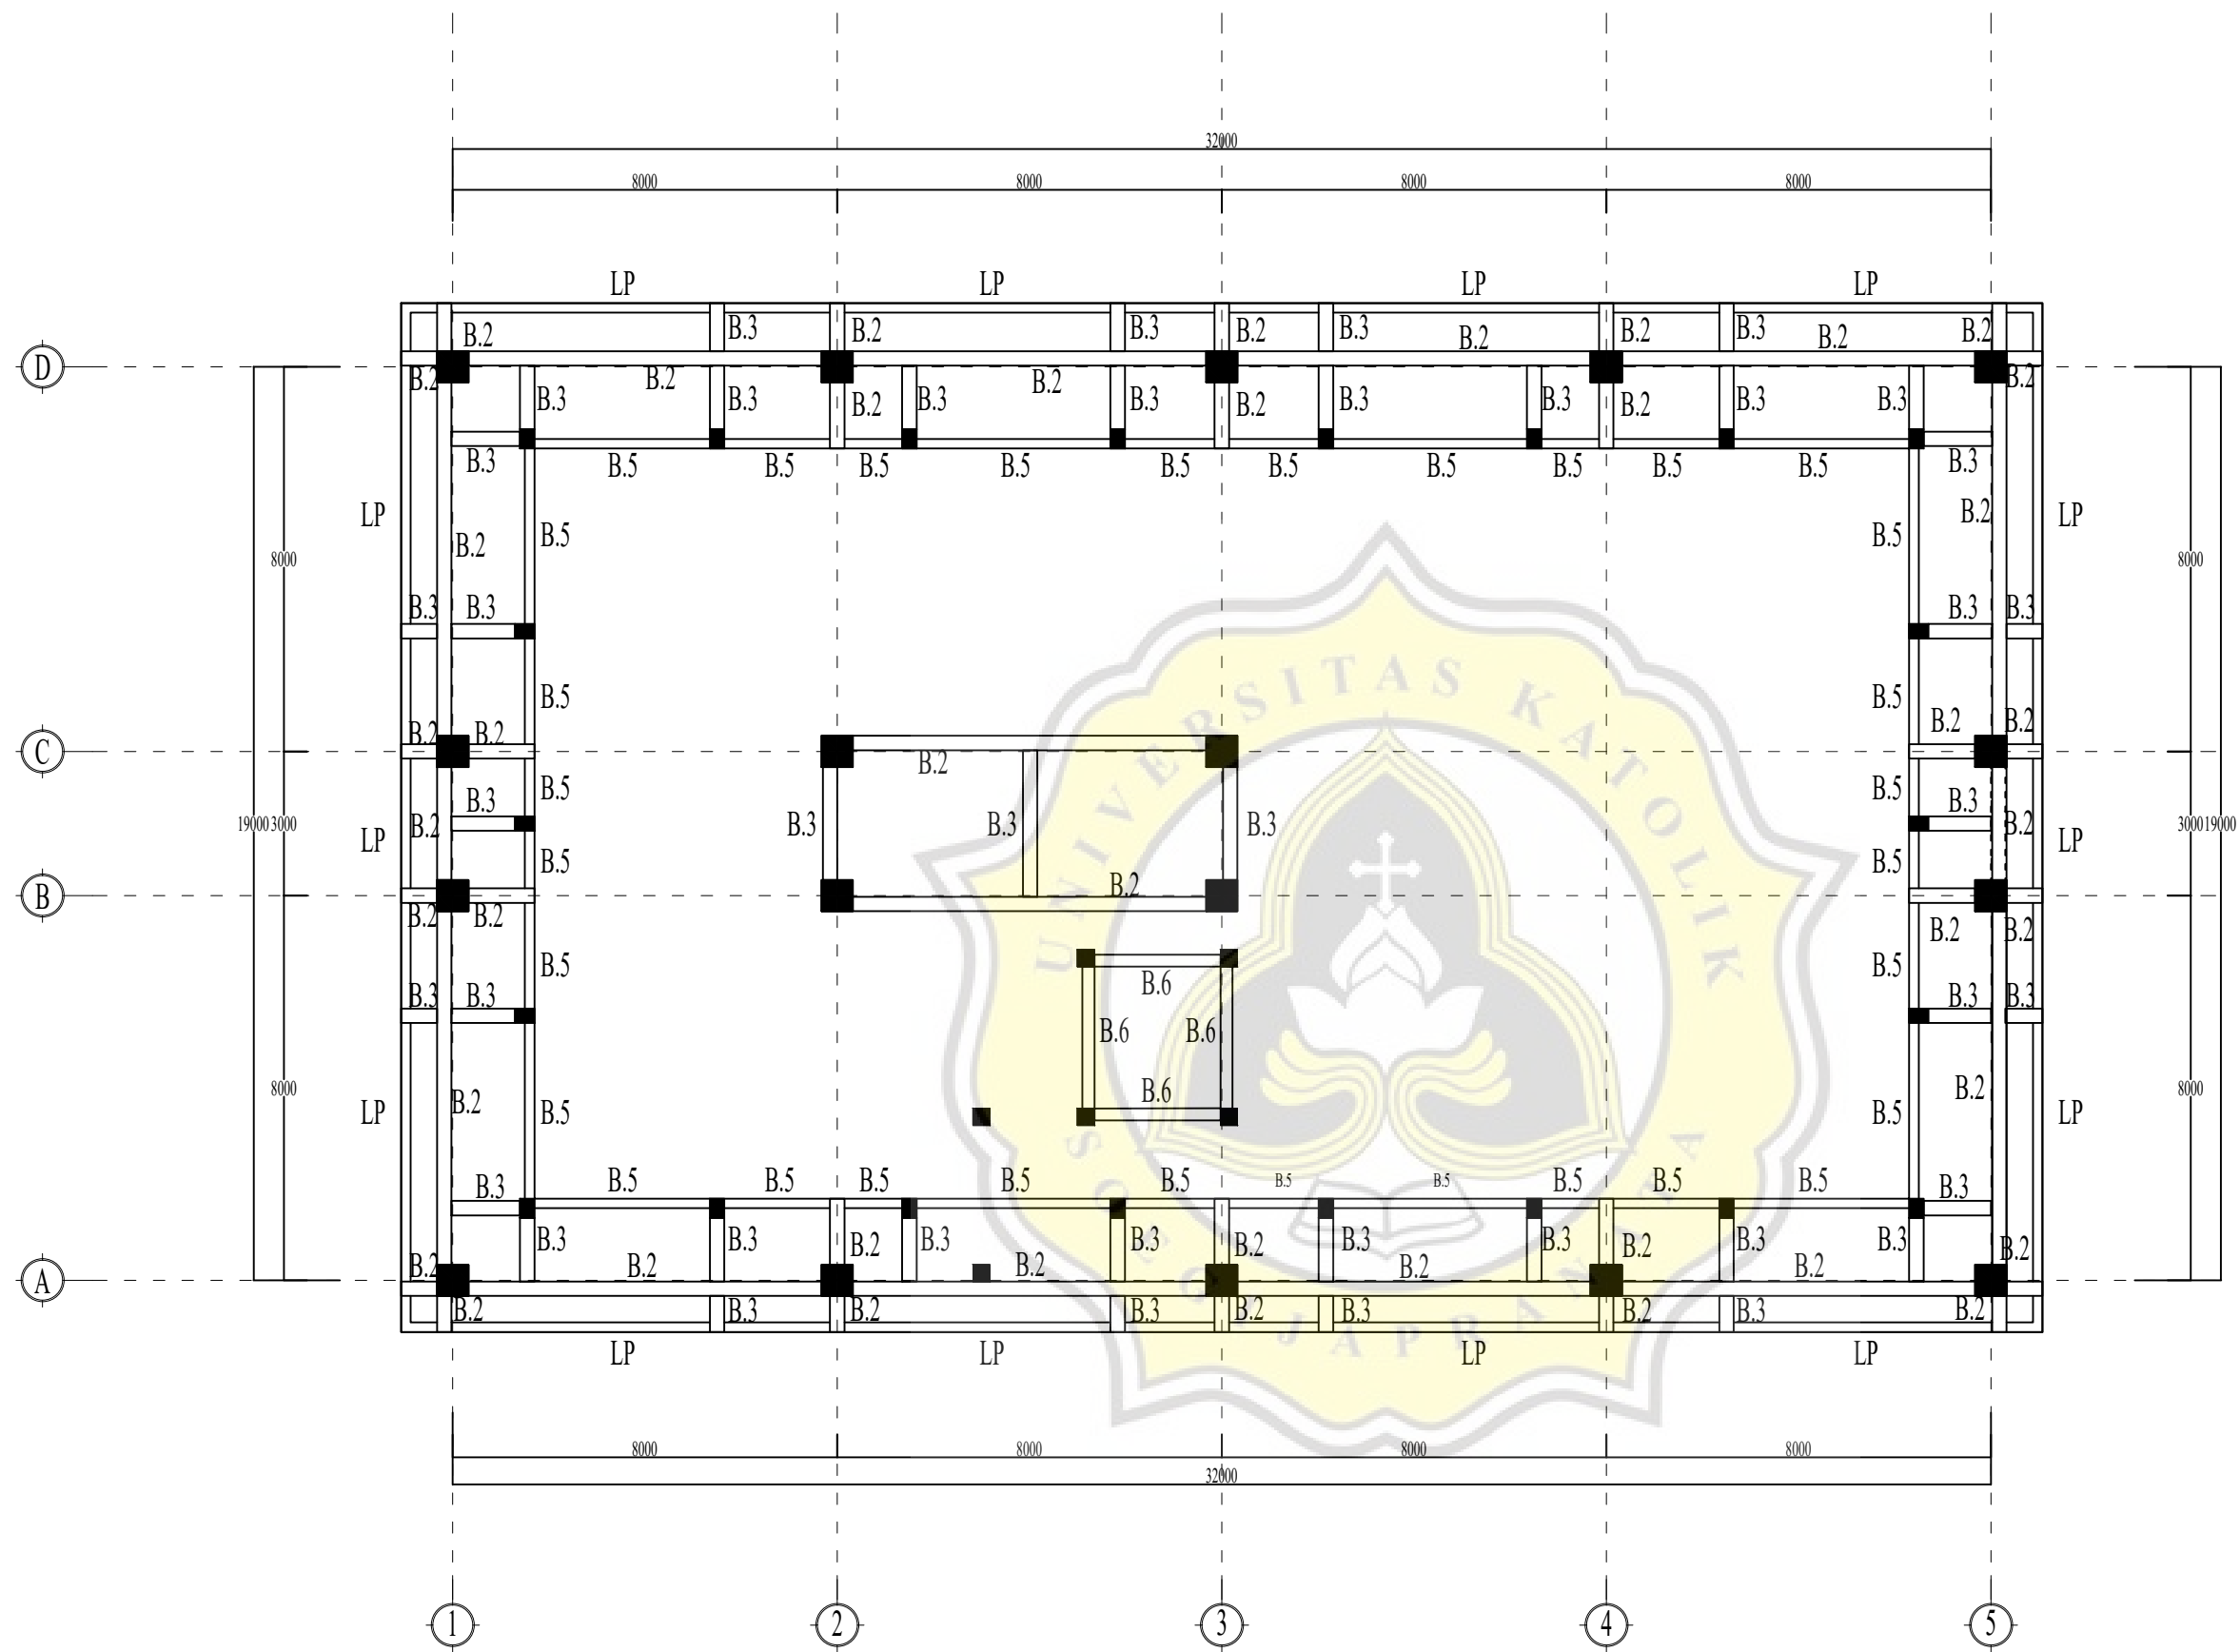 32000
8000 8000 8000 8000
LP LP LP LP
B.2 B.3 B.2 B.3 B.2 B.3 B.2 B.2 B.3 B.2 B.2
D
B.2 B.2 B.2 B.2
B.3 B.3 B.2 B.3 B.3 B.2 B.3 B.3 B.2 B.3 B.3
B.3 B.5 B.5 B.5 B.5 B.5 B.5 B.5 B.5 B.5 B.5 B.3
LP B.2 LP
8000 B.2 B.5 B.5 8000
B.3 B.3 B.3 B.3
B.5 B.5
B.2 B.2 B.2 B.2
C
B.2
B.5 B.5
B.3 B.3
19000 3000 LP B.2 B.3 B.3 B.3 B.2 LP 3000 19000
B.5 B.5
B.2
B
B.2 B.2 B.2 B.2
B.5 B.5
B.6
B.3 B.3 B.3 B.3
B.6 B.6
8000 8000
B.6
LP B.2 B.5 B.5 B.2 LP
B.5 B.5 B.5 B.5 B.5 B.5 B.5 B.5 B.5 B.5
B.3 B.3
B.3 B.3 B.2 B.3 B.3 B.2 B.3 B.3 B.2 B.3 B.3 B.2
B.2 B.2 B.2 B.2 B.2
A
B.2 B.3 B.2 B.3 B.2 B.3 B.2 B.3 B.2
LP LP LP LP
8000 8000 8000 8000
32000
1 2 3 4 5
UNIVERSITAS KATOLIK
SOEGIJAPRANATA